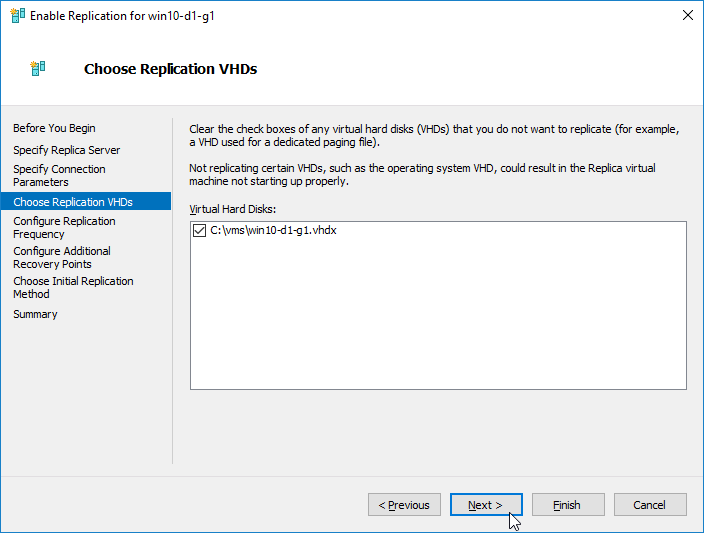 Enable Replication for win10-d1-g1
Choose Replication VHDs
Before You Begin
Specify Replica Server
Specify Connection
Parameters
Choose Replication VHDs
Configure Replication
Frequency
Configure Additional
Recovery Points
Choose Initial Replication
Method
Summary
Clear the check boxes of any virtual hard disks (VHDs) that you do not want to replicate (for example,
a VHD used for a dedicated paging file).
Not replicating certain VHDs, such as the operating system VHD, could result in the Replica virtual
machine not starting up properly.
Virtual Hard Disks:
C:\vms\win10-d1-g1.vhdx
< Previous
Next >
Finish
Cancel